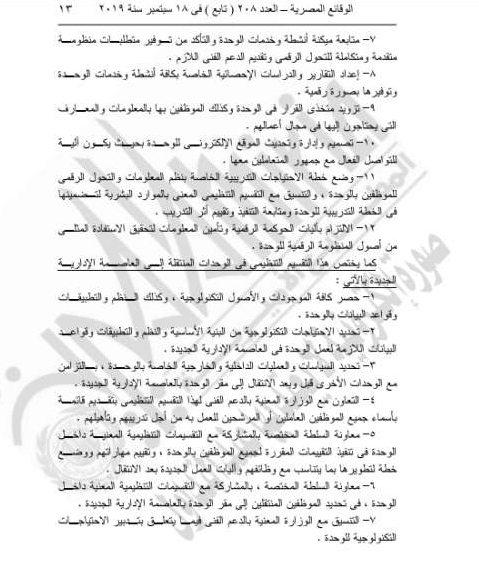 الوقائع المصرية – العدد ٢٠٨ ( تابع ) فى ١٨ سبتمبر سنة ٢٠١٩ ١٣
٧– متابعة ميكنة أنشطة وخدمات الوحدة والتأكد من توفير متطلبات منظومة
متقدمة ومتكاملة للتحول الرقمى وتقديم الدعم الفنى اللازم .
٨– إعداد التقارير والدراسات الإحصائية الخاصة بكافة أنشطة وخدمات الوحدة
وتوفيرها بصورة رقمية .
٩– تزويد متخذى القرار فى الوحدة وكذلك الموظفين بها بالمعلومات والمعارف
التى يحتاجون إليها فى مجال أعمالهم .
١٠– تصميم وإدارة وتحديث الموقع الإلكترونى للوحدة بحيث يكون آلية
للتواصل الفعال مع جمهور المتعاملين معها .
١١– وضع خطة الاحتياجات التدريبية الخاصة بنظم المعلومات والتحول الرقمى
للموظفين بالوحدة ، والتنسيق مع التقسيم التنظيمى المعنى بالموارد البشرية لتضمينها
فى الخطة التدريبية للوحدة ومتابعة التنفيذ وتقييم أثر التدريب .
١٢– الالتزام بآليات الحوكمة الرقمية وتأمين المعلومات لتحقيق الاستفادة المثلى
من أصول المنظومة الرقمية للوحدة .
كما يختص هذا التقسيم التنظيمى فى الوحدات المنتقلة إلى العاصمة الإدارية
الجديدة بالآتي :
١– حصر كافة الموجودات والأصول التكنولوجية ، وكذلك النظم والتطبيقات
وقواعد البيانات بالوحدة .
٢– تحديد الاحتياجات التكنولوجية من البنية الأساسية والنظم والتطبيقات وقواعد
البيانات اللازمة لعمل الوحدة فى العاصمة الإدارية الجديدة .
٣– تحديد السياسات والعمليات الداخلية والخارجية الخاصة بالوحدة ، بالتزامن
مع الوحدات الأخرى قبل وبعد الانتقال إلى مقر الوحدة بالعاصمة الإدارية الجديدة .
٤– التعاون مع الوزارة المعنية بالدعم الفنى لهذا التقسيم التنظيمى بتقديم قائمة
بأسماء جميع الموظفين العاملين أو المرشحين للعمل به من أجل تدريبهم وتأهيلهم .
٥– معاونة السلطة المختصة بالمشاركة مع التقسيمات التنظيمية المعنية داخل
الوحدة فى تنفيذ التقييمات المقررة لجميع الموظفين بالوحدة ، وتقييم مهاراتهم ووضع
خطة لتطويرها بما يتناسب مع وظائفهم وآليات العمل الجديدة بعد الانتقال .
٦– معاونة السلطة المختصة ، بالمشاركة مع التقسيمات التنظيمية المعنية داخل
الوحدة ، فى تحديد الموظفين المنتقلين إلى مقر الوحدة بالعاصمة الإدارية الجديدة .
٧– التنسيق مع الوزارة المعنية بالدعم الفنى فيما يتعلق بتدبير الاحتياجات
التكنولوجية للوحدة .